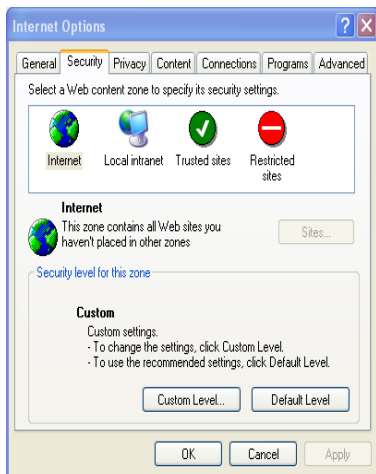 Internet Options
General Security Privacy Content Connections Programs Advanced
Select a Web content zone to specify its security settings.
Internet Local intranet Trusted sites Restricted sites
Internet
This zone contains all Web sites you
haven't placed in other zones
Sites...
Security level for this zone
Custom
Custom settings.
- To change the settings, click Custom Level.
- To use the recommended settings, click Default Level.
Custom Level... Default Level
OK Cancel Apply